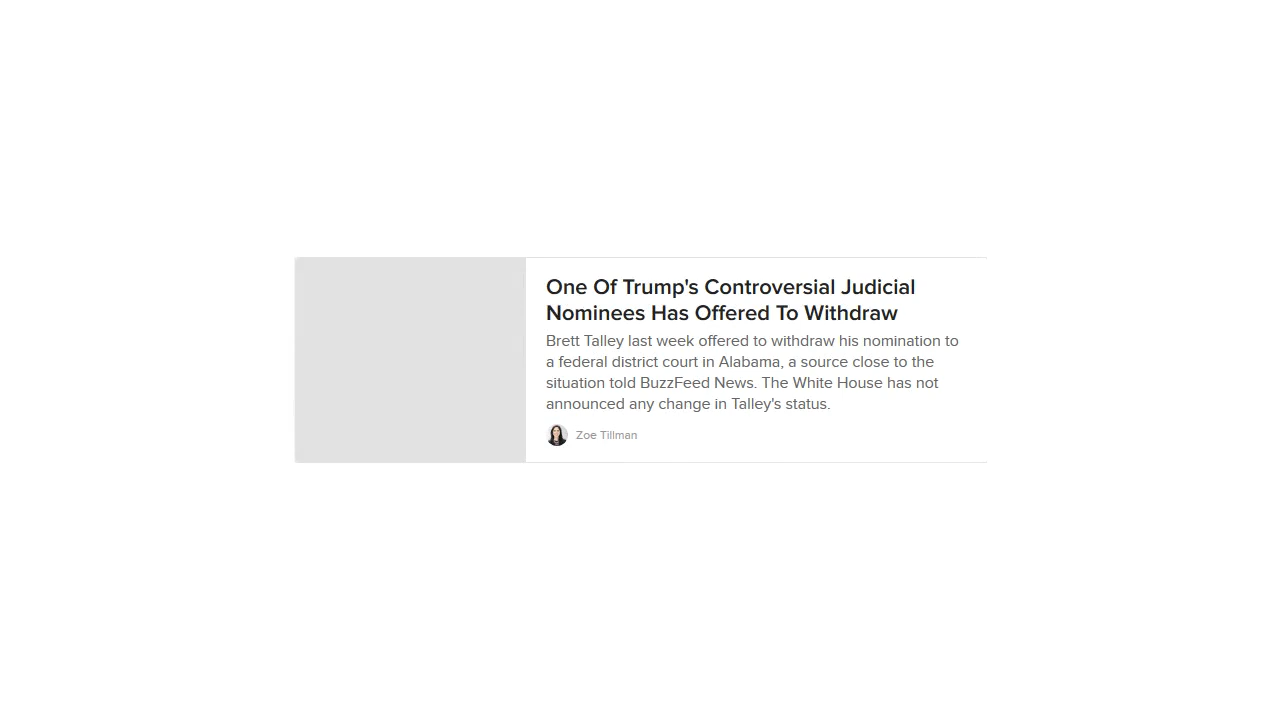 One Of Trump's Controversial Judicial
Nominees Has Offered To Withdraw
Brett Talley last week offered to withdraw his nomination to
a federal district court in Alabama, a source close to the
situation told BuzzFeed News. The White House has not
announced any change in Talley's status.
Zoe Tillman